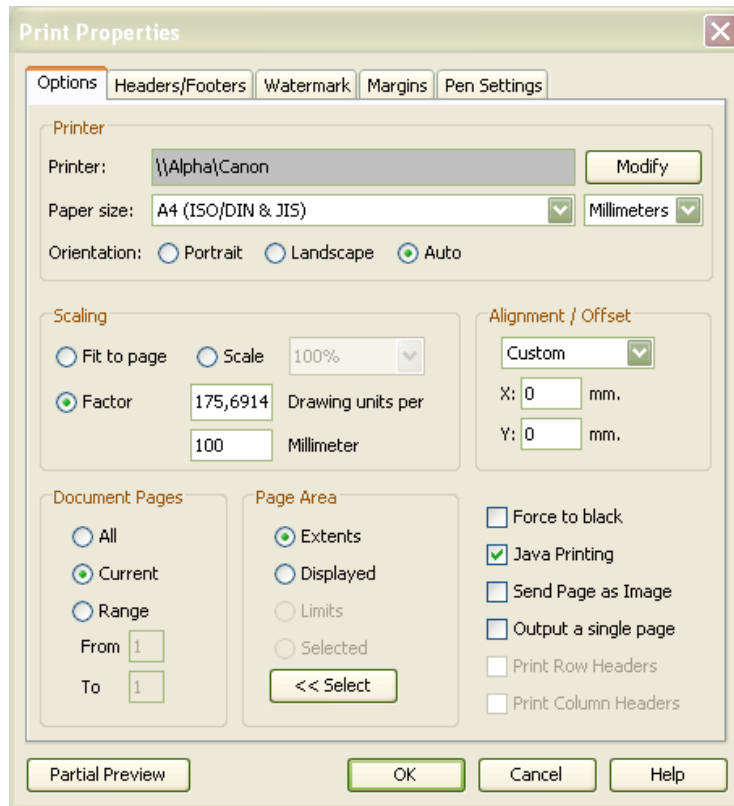 Print Properties
Options Headers/Footers Watermark Margins Pen Settings
Printer
Printer: \\Alpha\Canon Modify
Paper size: A4 (ISO/DIN & JIS) Millimeters
Orientation: Portrait Landscape Auto
Scaling
Fit to page Scale 100%
Factor 175,6914 Drawing units per
100 Millimeter
Alignment / Offset
Custom
X: 0 mm.
Y: 0 mm.
Document Pages
All
Current
Range
From 1
To 1
Page Area
Extents
Displayed
Limits
Selected
<< Select
Force to black
Java Printing
Send Page as Image
Output a single page
Print Row Headers
Print Column Headers
Partial Preview OK Cancel Help